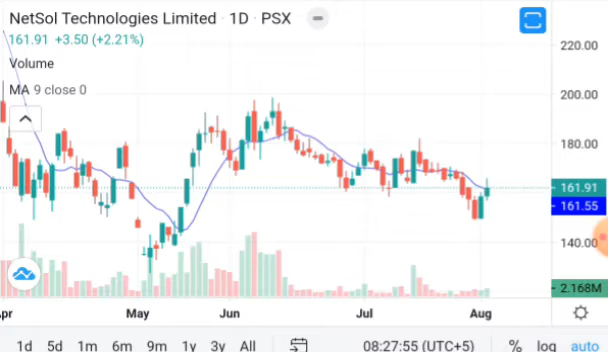 NetSol Technologies Limited · 1D · PSX
161.91 +3.50 (+2.21%)
Volume
MA 9 close 0
220.00
200.00
180.00
161.91
161.55
140.00
2.168M
Apr May Jun Jul Aug
1d 5d 1m 6m 9m 1y 3y All 08:27:55 (UTC+5) % log auto